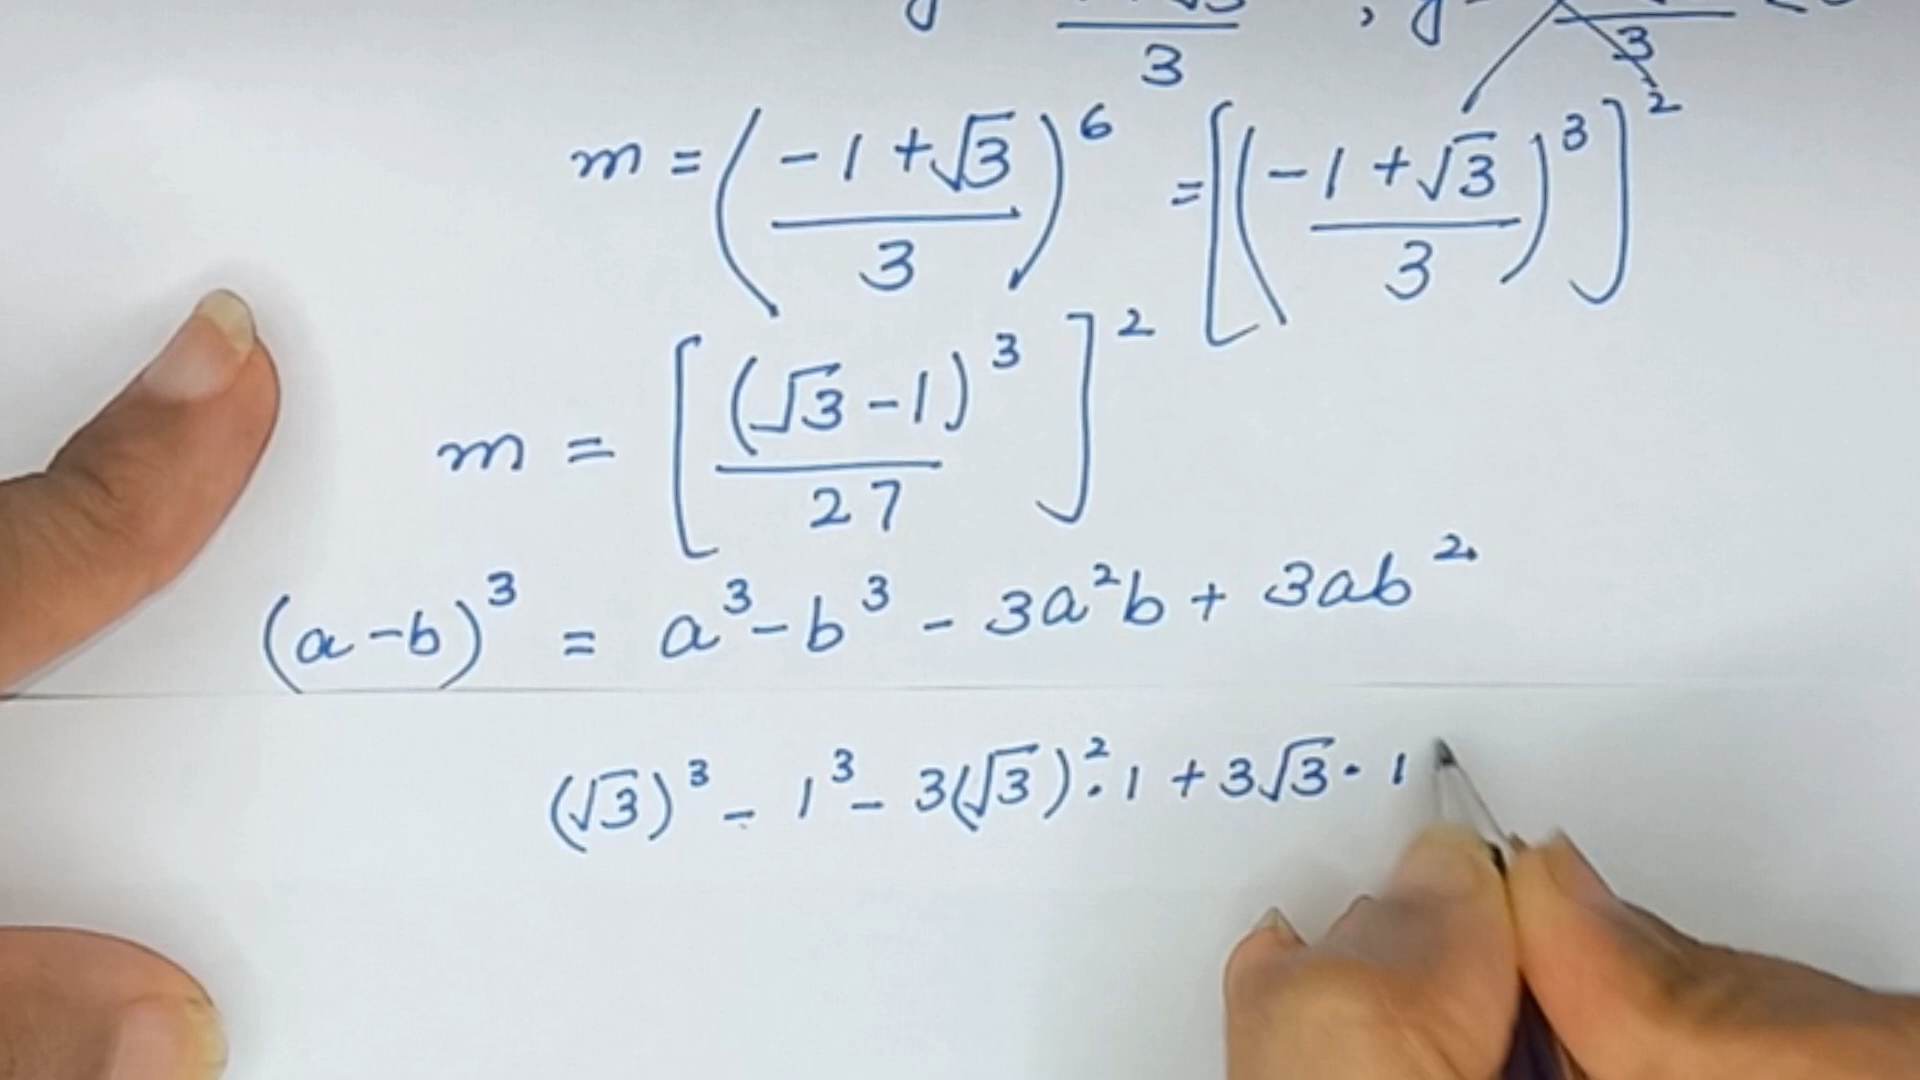 3 , y 3
m = ( -1 + √3 / 3 )^6 = [ ( -1 + √3 / 3 )^3 ]^2
m = [ (√3 - 1)^3 / 27 ]^2
(a - b)^3 = a^3 - b^3 - 3a^2b + 3ab^2
(√3)^3 - 1^3 - 3(√3)^2 · 1 + 3√3 · 1